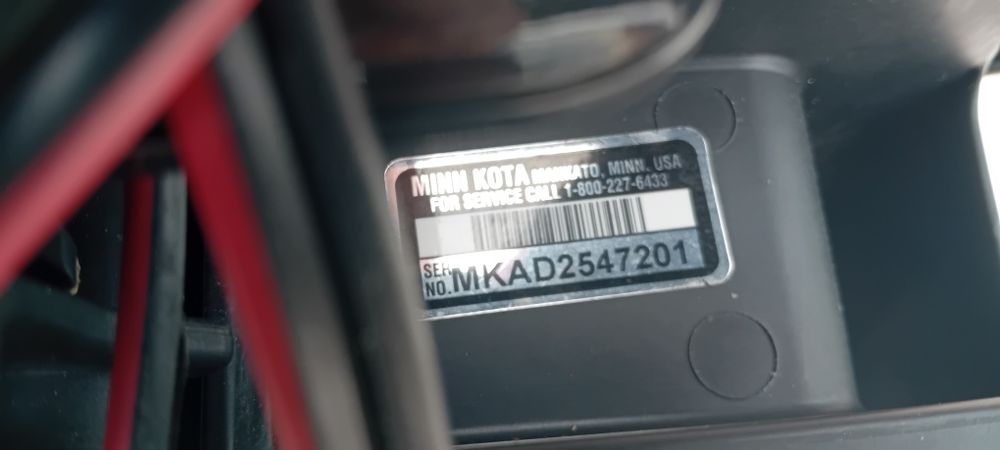 MINN KOTA MANKATO, MINN. USA
FOR SERVICE CALL 1-800-227-6433
SER. NO. MKAD2547201